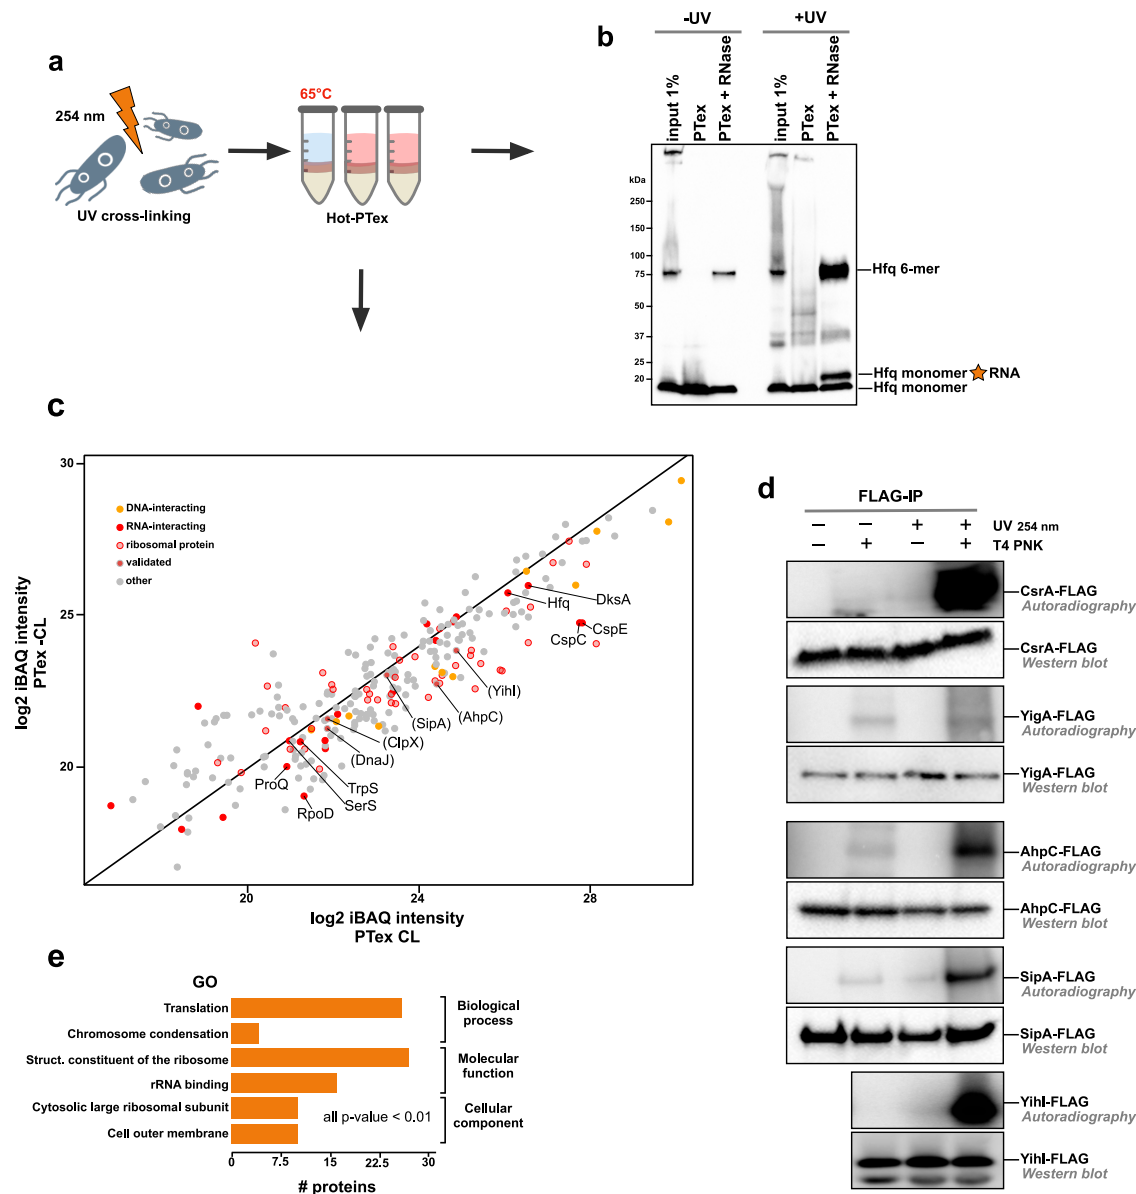 a
254 nm
UV cross-linking
65°C
Hot-PTex
b
-UV
+UV
input 1%
PTex
PTex + RNase
input 1%
PTex
PTex + RNase
kDa
250
150
100
75
50
37
25
20
Hfq 6-mer
Hfq monomer RNA
Hfq monomer
c
log2 iBAQ intensity
PTex -CL
30
25
20
DNA-interacting
RNA-interacting
ribosomal protein
validated
other
Hfq
DksA
CspC
CspE
(YihI)
(AhpC)
(SipA)
(ClpX)
(DnaJ)
ProQ
TrpS
SerS
RpoD
20
24
28
log2 iBAQ intensity
PTex CL
d
FLAG-IP
– – + + UV 254 nm
– + – + T4 PNK
CsrA-FLAG
Autoradiography
CsrA-FLAG
Western blot
YigA-FLAG
Autoradiography
YigA-FLAG
Western blot
AhpC-FLAG
Autoradiography
AhpC-FLAG
Western blot
SipA-FLAG
Autoradiography
SipA-FLAG
Western blot
YihI-FLAG
Autoradiography
YihI-FLAG
Western blot
e
GO
Translation
Chromosome condensation
Struct. constituent of the ribosome
rRNA binding
Cytosolic large ribosomal subunit
Cell outer membrane
Biological
process
Molecular
function
Cellular
component
all p-value < 0.01
0 7.5 15 22.5 30
# proteins